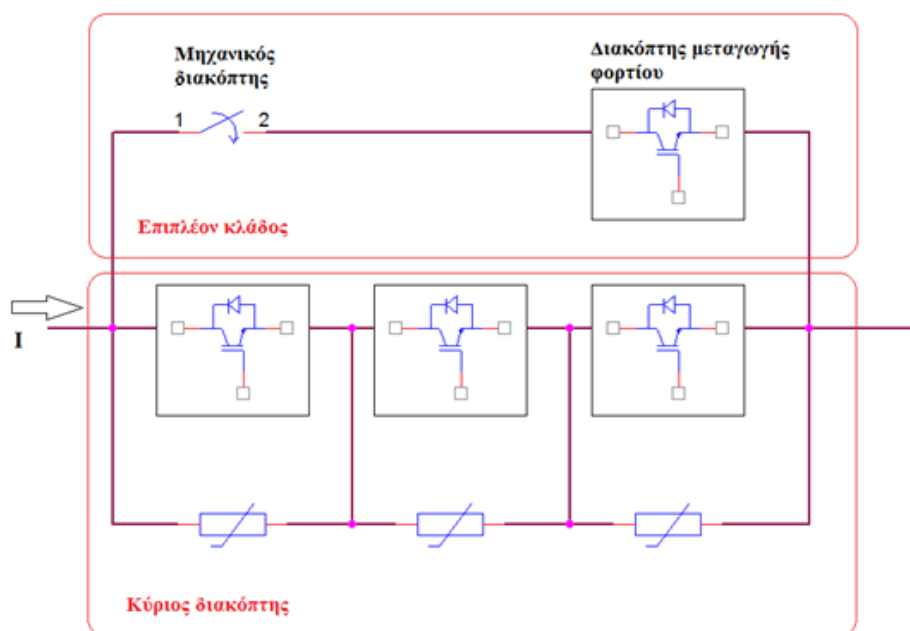 Μηχανικός
διακόπτης
Διακόπτης μεταγωγής
φορτίου
1
2
Επιπλέον κλάδος
I
Κύριος διακόπτης